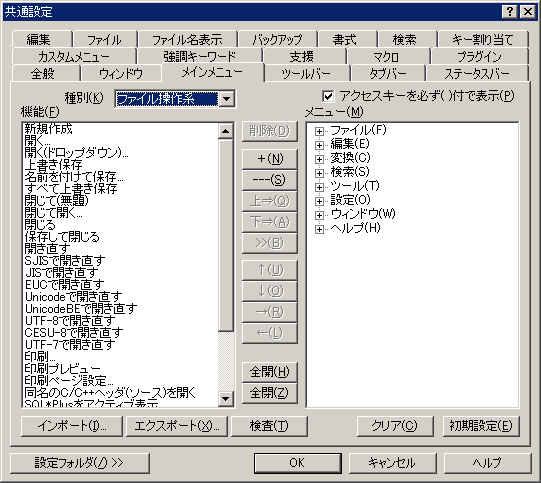 共通設定
編集 ファイル ファイル名表示 バックアップ 書式 検索 キー割り当て
カスタムメニュー 強調キーワード 支援 マクロ プラグイン
全般 ウィンドウ メインメニュー ツールバー タブバー ステータスバー
種別(K) ファイル操作系
アクセスキーを必ず( )付で表示(P)
機能(F)
新規作成
開く...
開く(ドロップダウン)...
上書き保存
名前を付けて保存...
すべて上書き保存
閉じて(無題)
閉じて開く...
閉じる
保存して閉じる
開き直す
SJISで開き直す
JISで開き直す
EUCで開き直す
Unicodeで開き直す
UnicodeBEで開き直す
UTF-8で開き直す
CESU-8で開き直す
UTF-7で開き直す
印刷...
印刷プレビュー
印刷ページ設定...
同名のC/C++ヘッダ(ソース)を開く
SQL*Plusをアクティブ表示
削除(D)
+(N)
---(S)
上⇒(Q)
下⇒(A)
>>(B)
↑(U)
↓(O)
→(R)
←(L)
全開(H)
全閉(Z)
メニュー(M)
ファイル(F)
編集(E)
変換(C)
検索(S)
ツール(T)
設定(O)
ウィンドウ(W)
ヘルプ(H)
インポート(I)... エクスポート(X)... 検査(T) クリア(C) 初期設定(E)
設定フォルダ(/) >> OK キャンセル ヘルプ